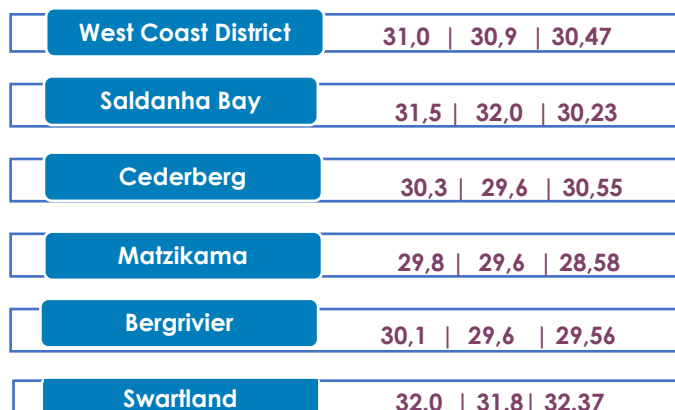 West Coast District 31,0 | 30,9 | 30,47
Saldanha Bay 31,5 | 32,0 | 30,23
Cederberg 30,3 | 29,6 | 30,55
Matzikama 29,8 | 29,6 | 28,58
Bergrivier 30,1 | 29,6 | 29,56
Swartland 32,0 | 31,8| 32,37